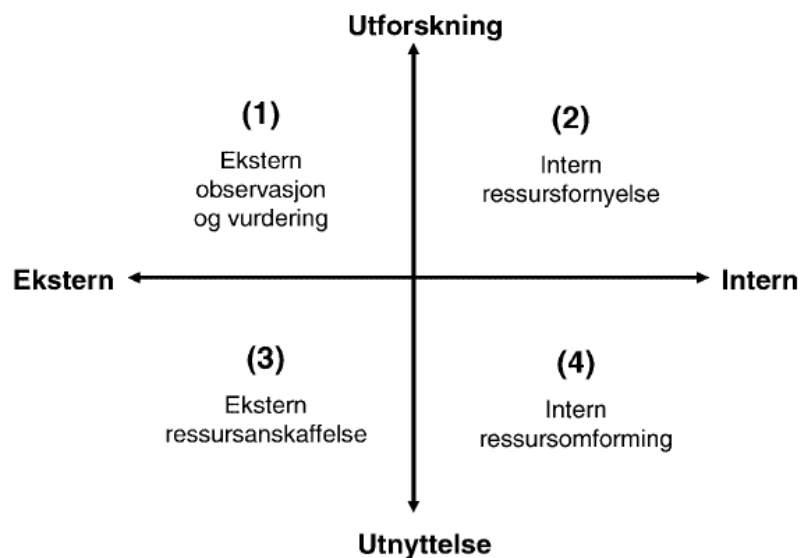 Utforskning
(1)
Ekstern
observasjon
og vurdering
(2)
Intern
ressursfornyelse
Ekstern
Intern
(3)
Ekstern
ressursanskaffelse
(4)
Intern
ressursomforming
Utnyttelse